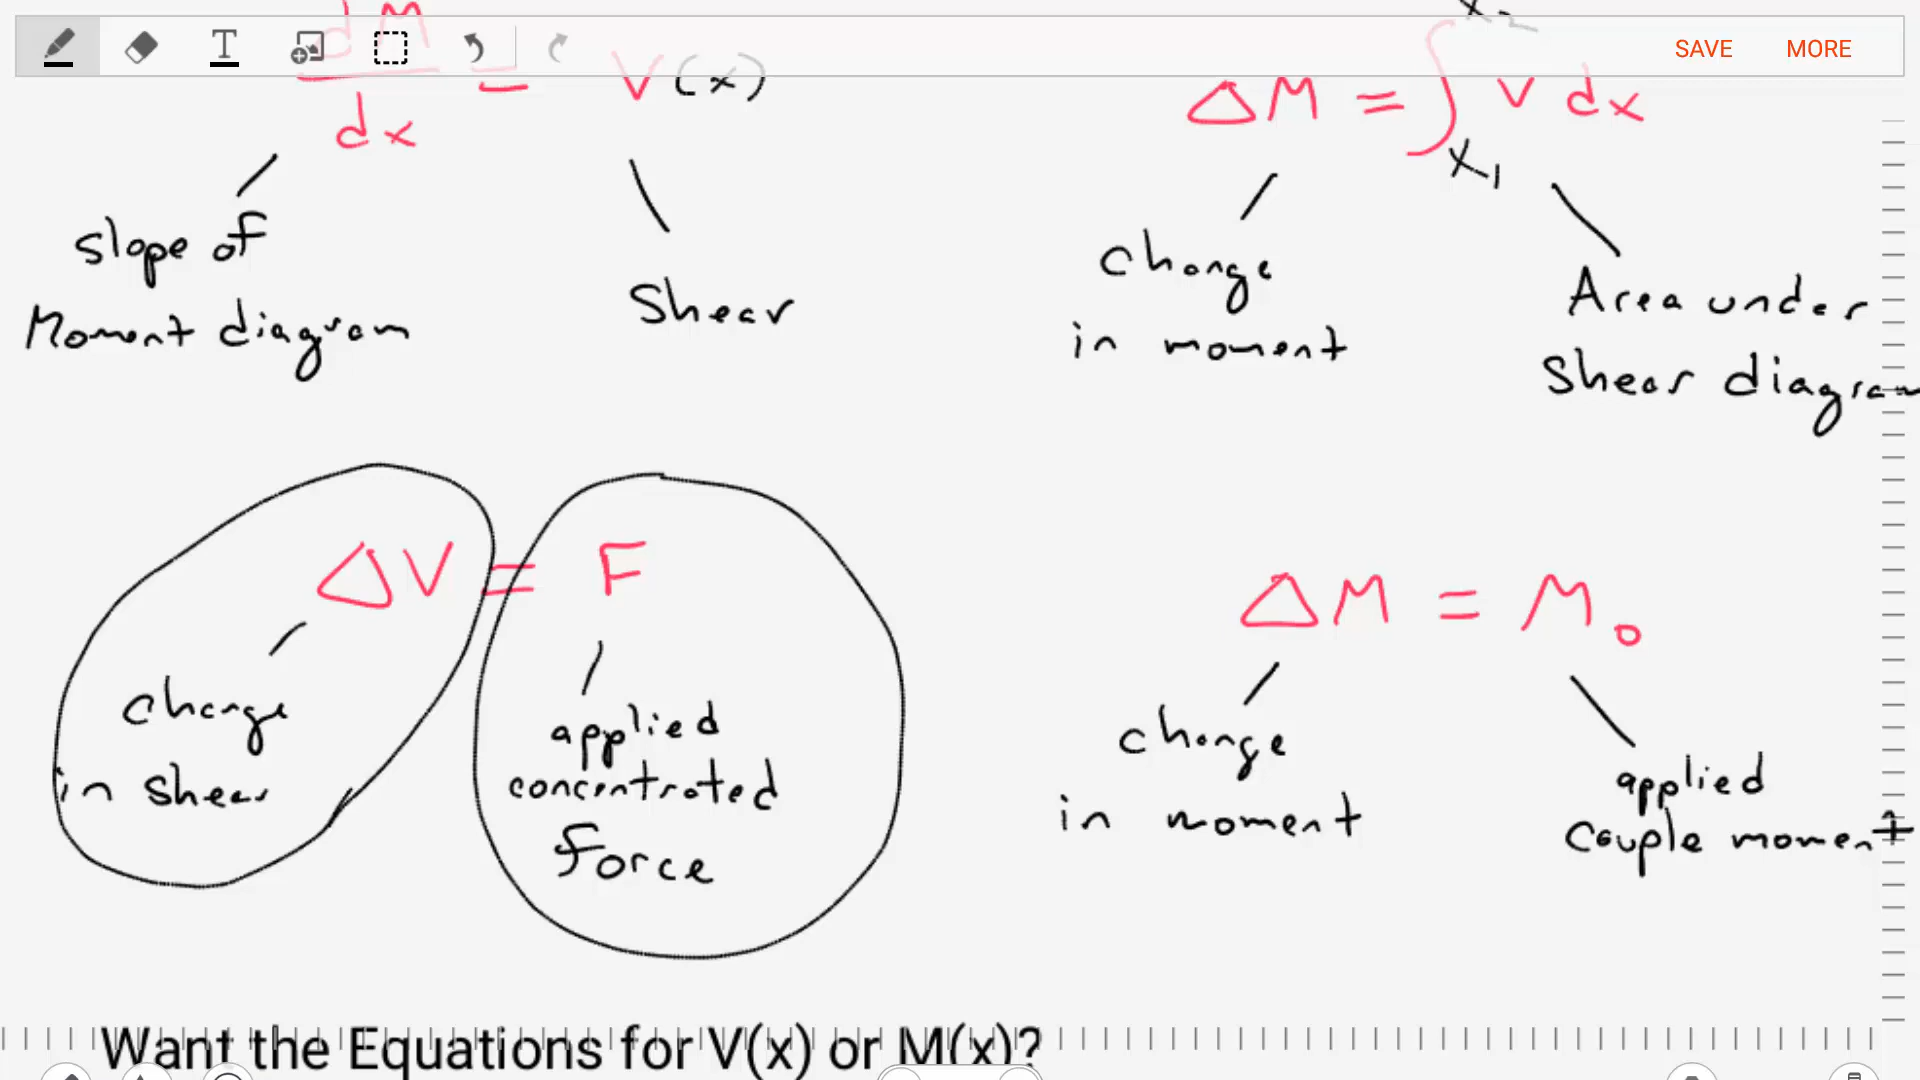 T
SAVE MORE
dM/dx = V(x)
ΔM = ∫ V dx
x2
x1
slope of
Moment diagram
Shear
change
in moment
Area under
Shear diagram
ΔV = F
change
in shear
applied
concentrated
force
ΔM = M₀
change
in moment
applied
Couple moment
Want the Equations for V(x) or M(x)?